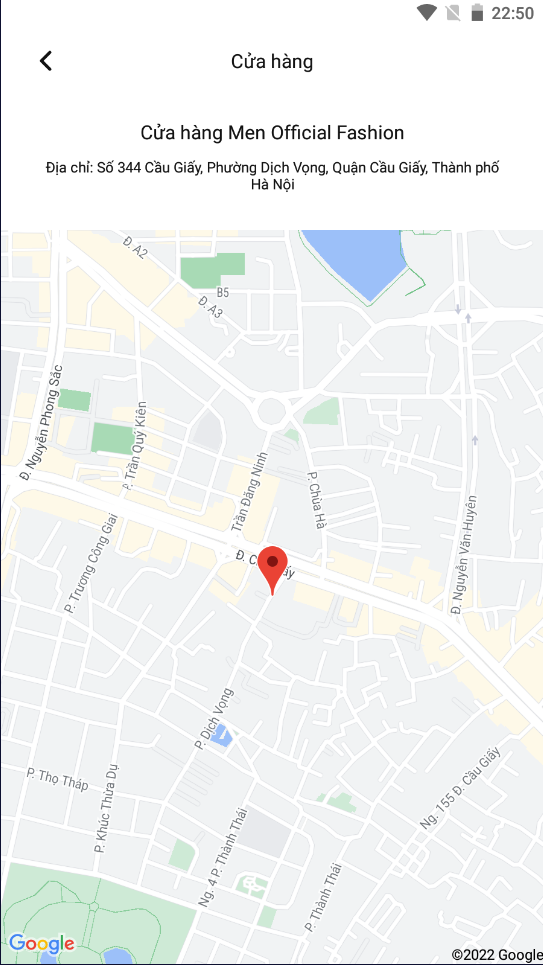 22:50
Cửa hàng
Cửa hàng Men Official Fashion
Địa chỉ: Số 344 Cầu Giấy, Phường Dịch Vọng, Quận Cầu Giấy, Thành phố
Hà Nội
Đ. A2
B5
Đ. A3
Đ. Nguyễn Phong Sắc
P. Trần Quý Kiên
Trần Đăng Ninh
P. Chùa Hà
Đ. Nguyễn Văn Huyên
P. Trương Công Giai
P. Dịch Vọng
P. Thọ Tháp
P. Khúc Thừa Dụ
Ng. 155 Đ. Cầu Giấy
Ng. 4 P. Thành Thái
P. Thành Thái
Google
©2022 Google